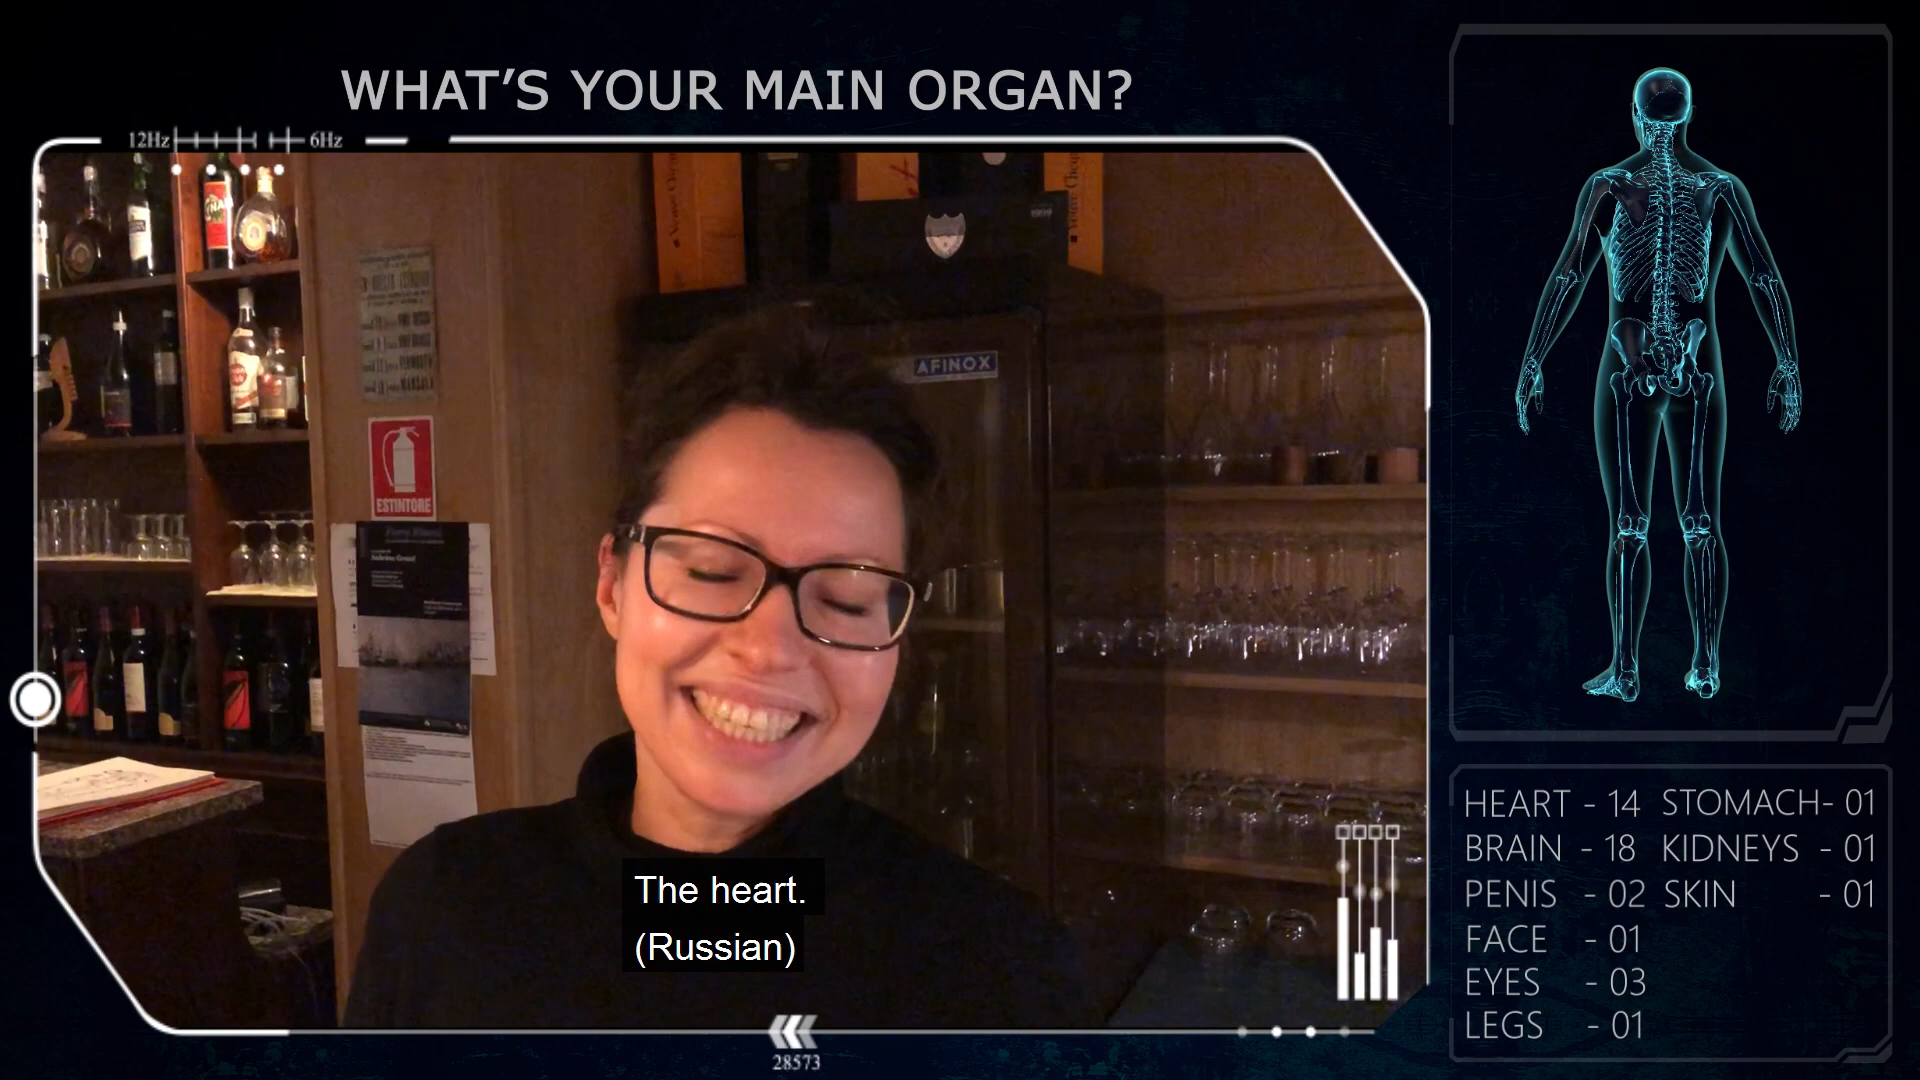 WHAT'S YOUR MAIN ORGAN?
12Hz
6Hz
1999
AFINOX
ESTINTORE
The heart.
(Russian)
28573
HEART - 14 STOMACH- 01
BRAIN - 18 KIDNEYS - 01
PENIS - 02 SKIN - 01
FACE - 01
EYES - 03
LEGS - 01